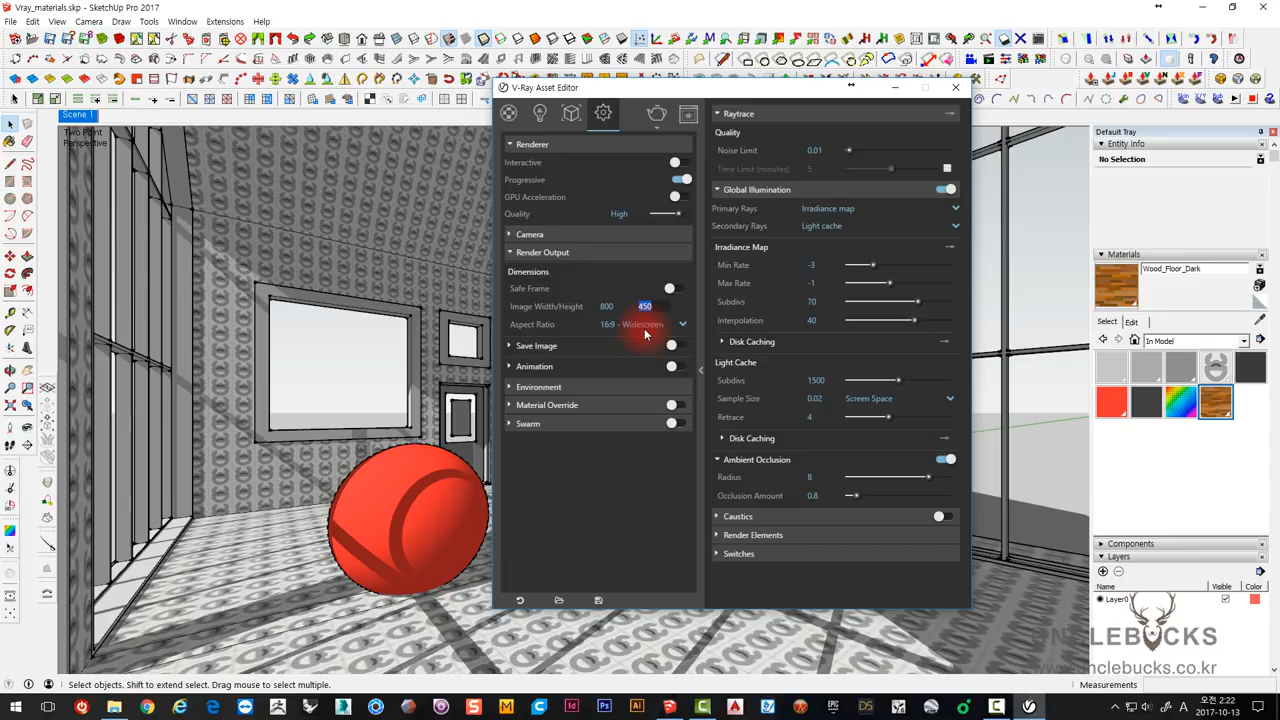 Vray_materials.skp - SketchUp Pro 2017
File Edit View Camera Draw Tools Window Extensions Help
Scene 1
Two Point
Perspective
V-Ray Asset Editor
Renderer
Interactive
Progressive
GPU Acceleration
Quality High
Camera
Render Output
Dimensions
Safe Frame
Image Width/Height 800 450
Aspect Ratio 16:9 - Widescreen
Save Image
Animation
Environment
Material Override
Swarm
Raytrace
Quality
Noise Limit 0.01
Time Limit (minutes) 5
Global Illumination
Primary Rays Irradiance map
Secondary Rays Light cache
Irradiance Map
Min Rate -3
Max Rate -1
Subdivs 70
Interpolation 40
Disk Caching
Light Cache
Subdivs 1500
Sample Size 0.02 Screen Space
Retrace 4
Disk Caching
Ambient Occlusion
Radius 8
Occlusion Amount 0.8
Caustics
Render Elements
Switches
Default Tray
Entity Info
No Selection
Materials
Wood_Floor_Dark
Select Edit
In Model
Components
Layers
Name Visible Color
Layer0
UNCLEBUCKS
www.unclebucks.co.kr
Select objects. Shift to extend select. Drag mouse to select multiple.
Measurements
오전 2:22
2017-10-13